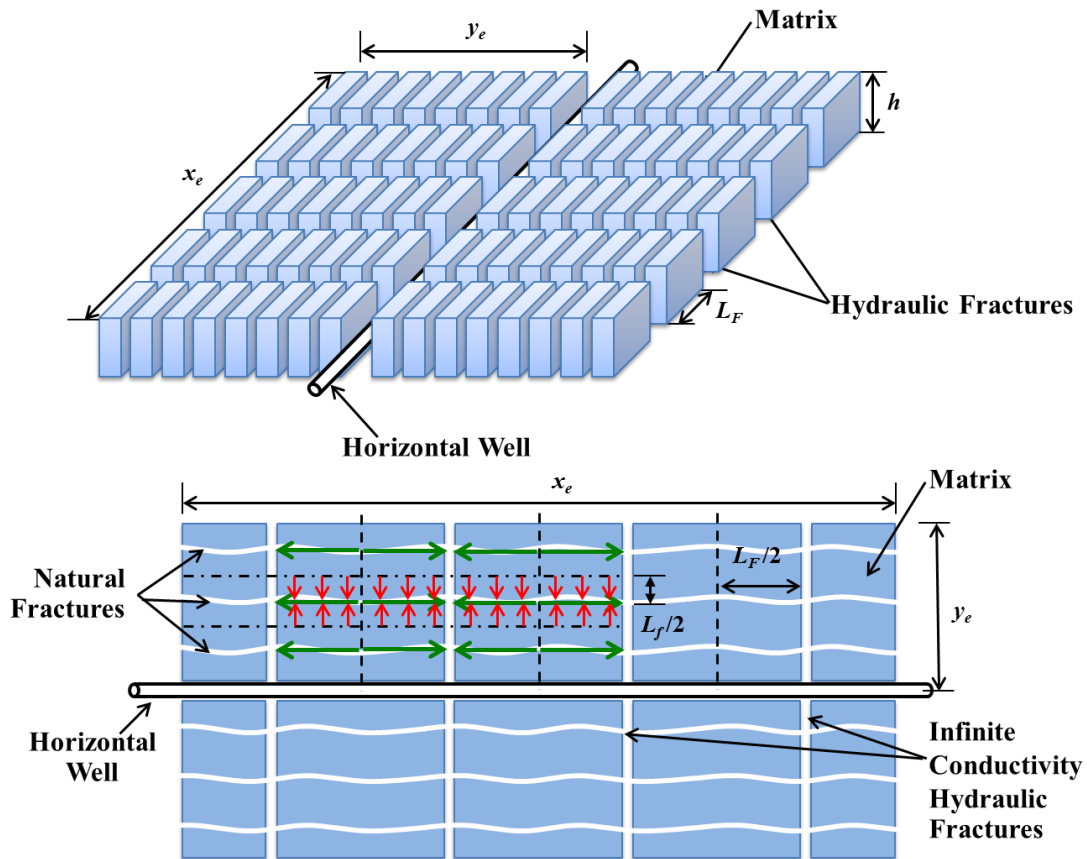 Matrix
y_e
h
x_e
L_F
Hydraulic Fractures
Horizontal Well
x_e
Matrix
Natural
Fractures
L_F/2
L_f/2
y_e
Horizontal
Well
Infinite
Conductivity
Hydraulic
Fractures